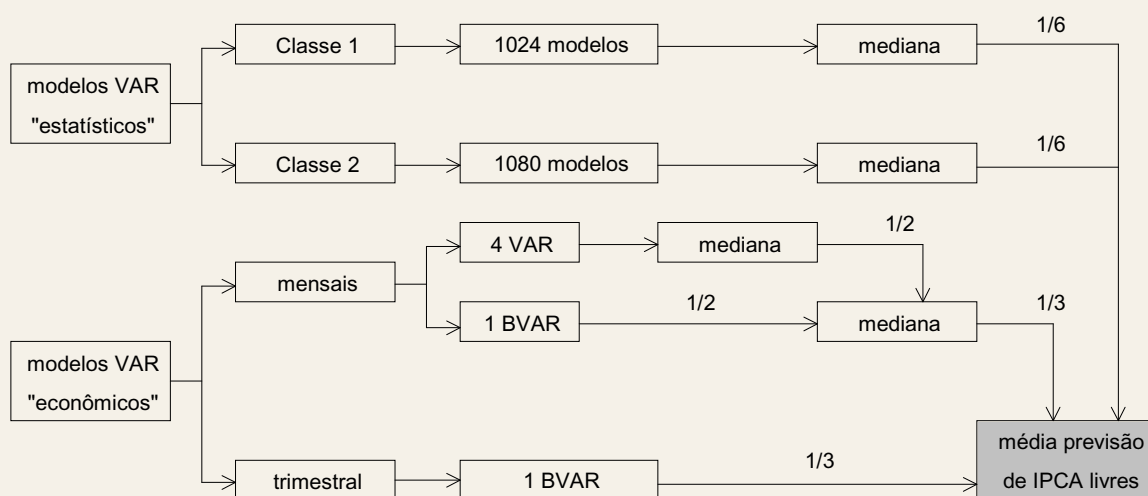 modelos VAR
"estatísticos"
Classe 1
1024 modelos
mediana
1/6
Classe 2
1080 modelos
mediana
1/6
modelos VAR
"econômicos"
mensais
4 VAR
mediana
1/2
1 BVAR
1/2
mediana
1/3
trimestral
1 BVAR
1/3
média previsão
de IPCA livres